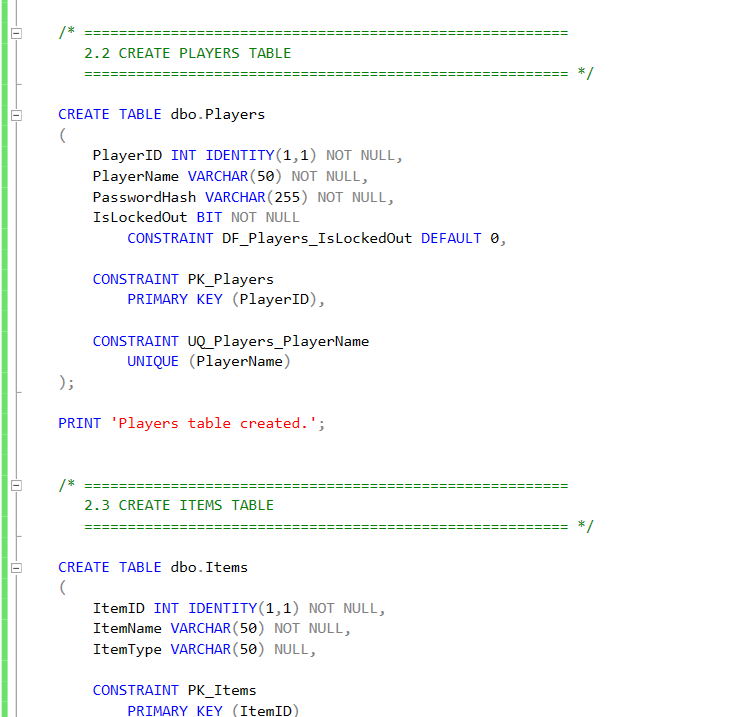 /* ========================================================
2.2 CREATE PLAYERS TABLE
======================================================== */
CREATE TABLE dbo.Players
(
PlayerID INT IDENTITY(1,1) NOT NULL,
PlayerName VARCHAR(50) NOT NULL,
PasswordHash VARCHAR(255) NOT NULL,
IsLockedOut BIT NOT NULL
CONSTRAINT DF_Players_IsLockedOut DEFAULT 0,
CONSTRAINT PK_Players
PRIMARY KEY (PlayerID),
CONSTRAINT UQ_Players_PlayerName
UNIQUE (PlayerName)
);
PRINT 'Players table created.';
/* ========================================================
2.3 CREATE ITEMS TABLE
======================================================== */
CREATE TABLE dbo.Items
(
ItemID INT IDENTITY(1,1) NOT NULL,
ItemName VARCHAR(50) NOT NULL,
ItemType VARCHAR(50) NULL,
CONSTRAINT PK_Items
PRIMARY KEY (ItemID)